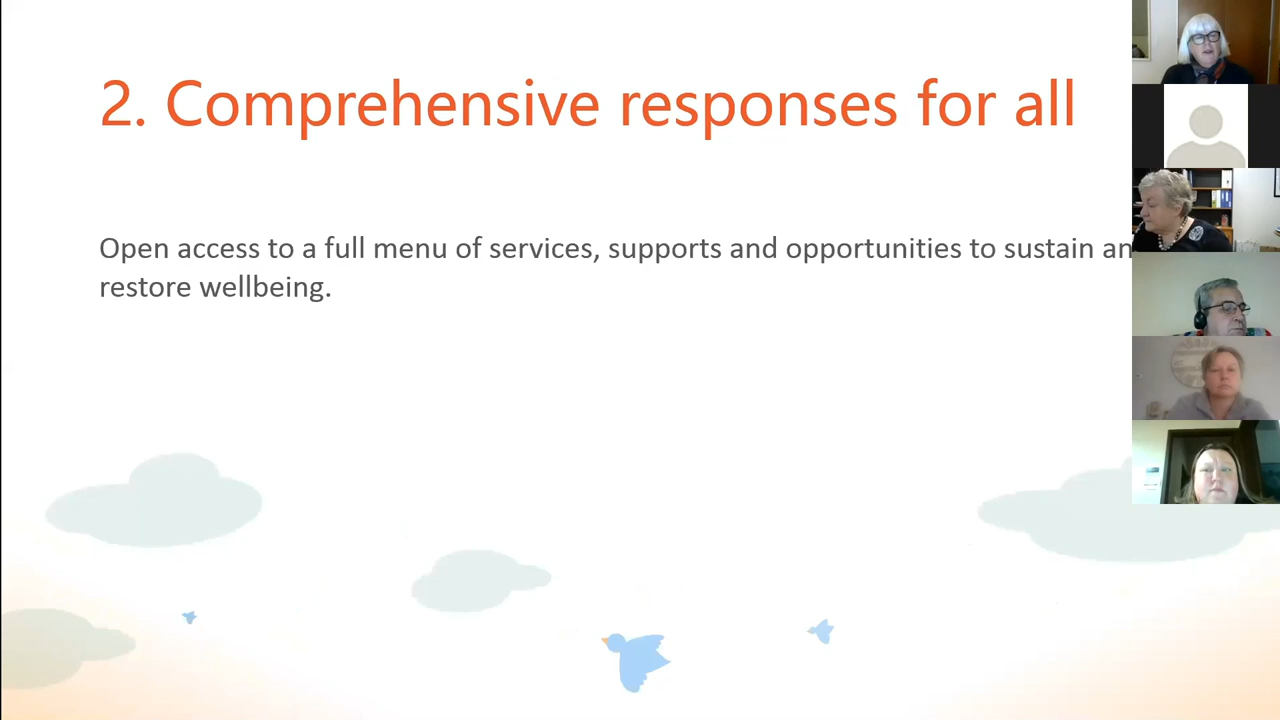 2. Comprehensive responses for all
Open access to a full menu of services, supports and opportunities to sustain an
restore wellbeing.